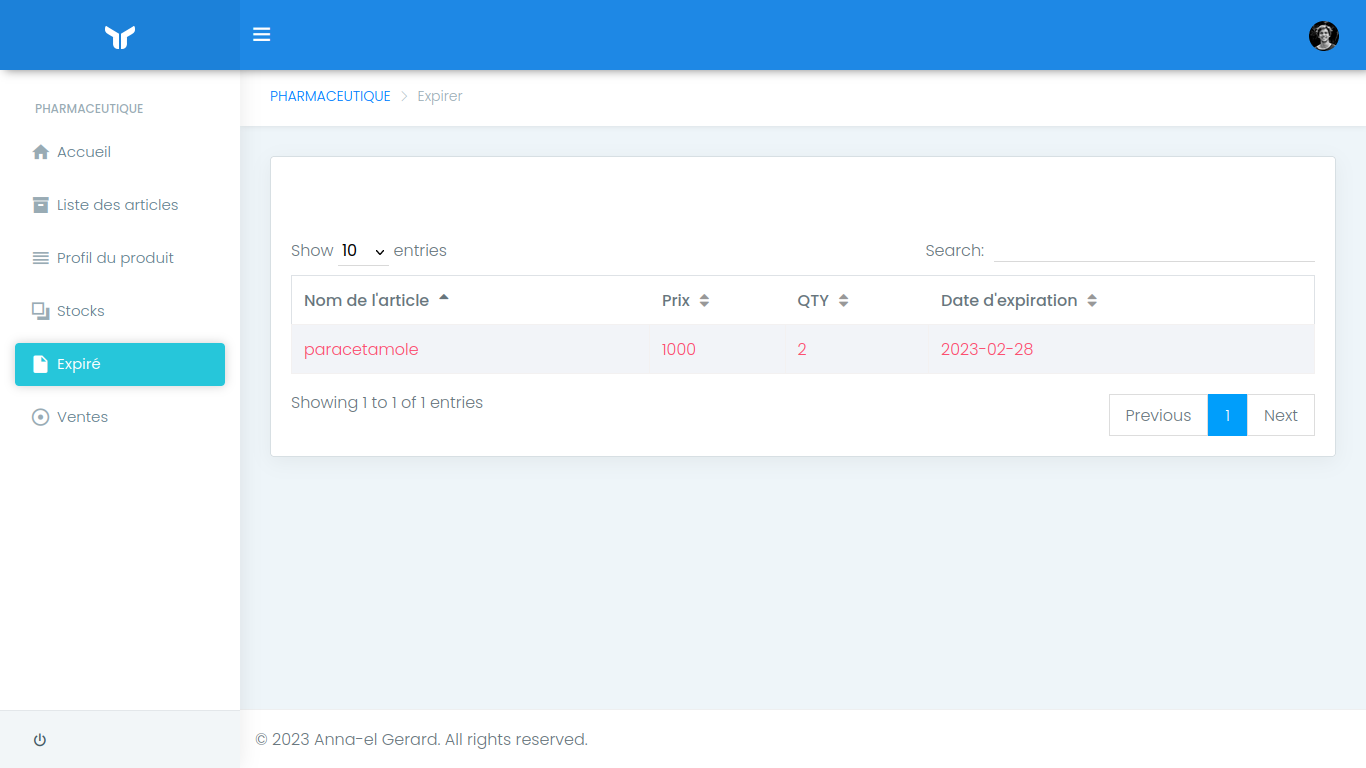 PHARMACEUTIQUE > Expirer
PHARMACEUTIQUE
Accueil
Liste des articles
Profil du produit
Stocks
Expiré
Ventes
Show 10 entries
Search:
Nom de l'article Prix QTY Date d'expiration
paracetamole 1000 2 2023-02-28
Showing 1 to 1 of 1 entries
Previous 1 Next
© 2023 Anna-el Gerard. All rights reserved.